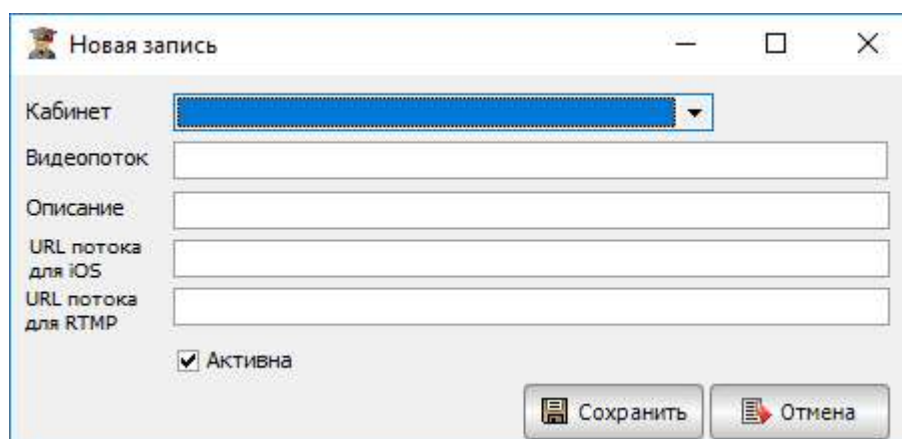 Новая запись
Кабинет
Видеопоток
Описание
URL потока
для iOS
URL потока
для RTMP
Активна
Сохранить Отмена